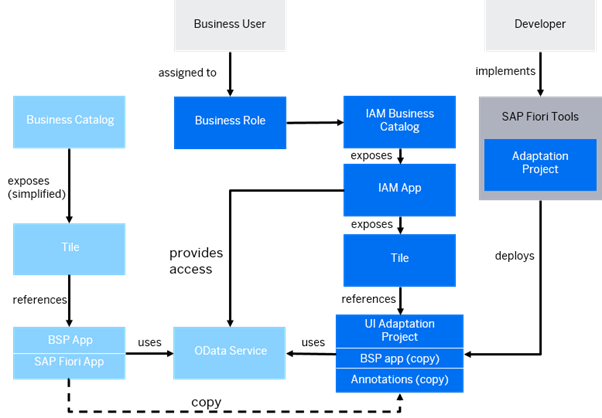 Business User
Developer
assigned to
implements
Business Catalog
Business Role
IAM Business
Catalog
SAP Fiori Tools
Adaptation
Project
exposes
exposes
(simplified)
IAM App
exposes
provides
access
Tile
Tile
deploys
references
references
BSP App
SAP Fiori App
uses
OData Service
uses
UI Adaptation
Project
BSP app (copy)
Annotations (copy)
copy